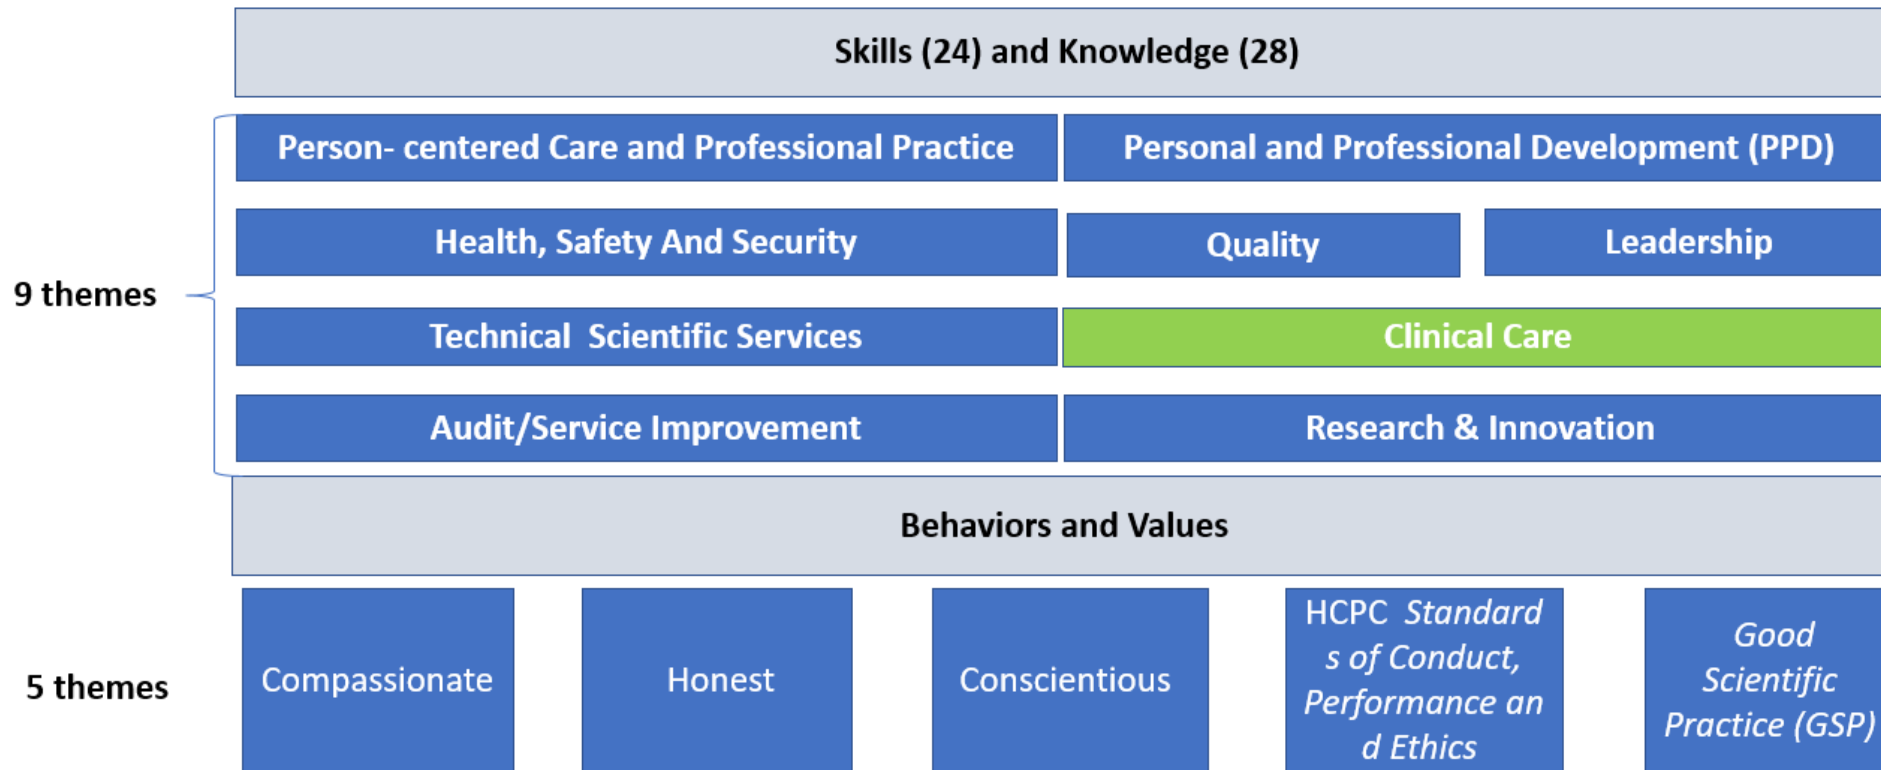 Skills (24) and Knowledge (28)
Person- centered Care and Professional Practice
Personal and Professional Development (PPD)
Health, Safety And Security
Quality
Leadership
9 themes
Technical  Scientific Services
Clinical Care
Audit/Service Improvement
Research & Innovation
Behaviors and Values
5 themes
Compassionate
Honest
Conscientious
HCPC  Standard
s of Conduct,
Performance an
d Ethics
Good
Scientific
Practice (GSP)